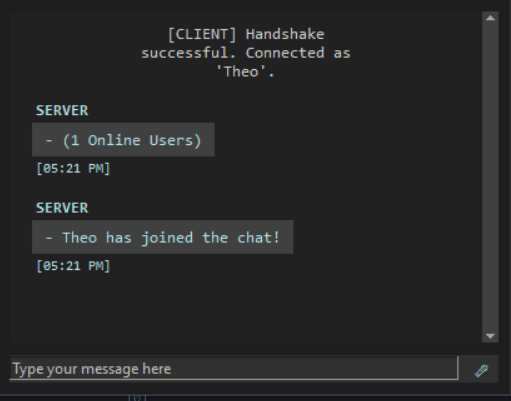 [CLIENT] Handshake
successful. Connected as
'Theo'.
SERVER
- (1 Online Users)
[05:21 PM]
SERVER
- Theo has joined the chat!
[05:21 PM]
Type your message here